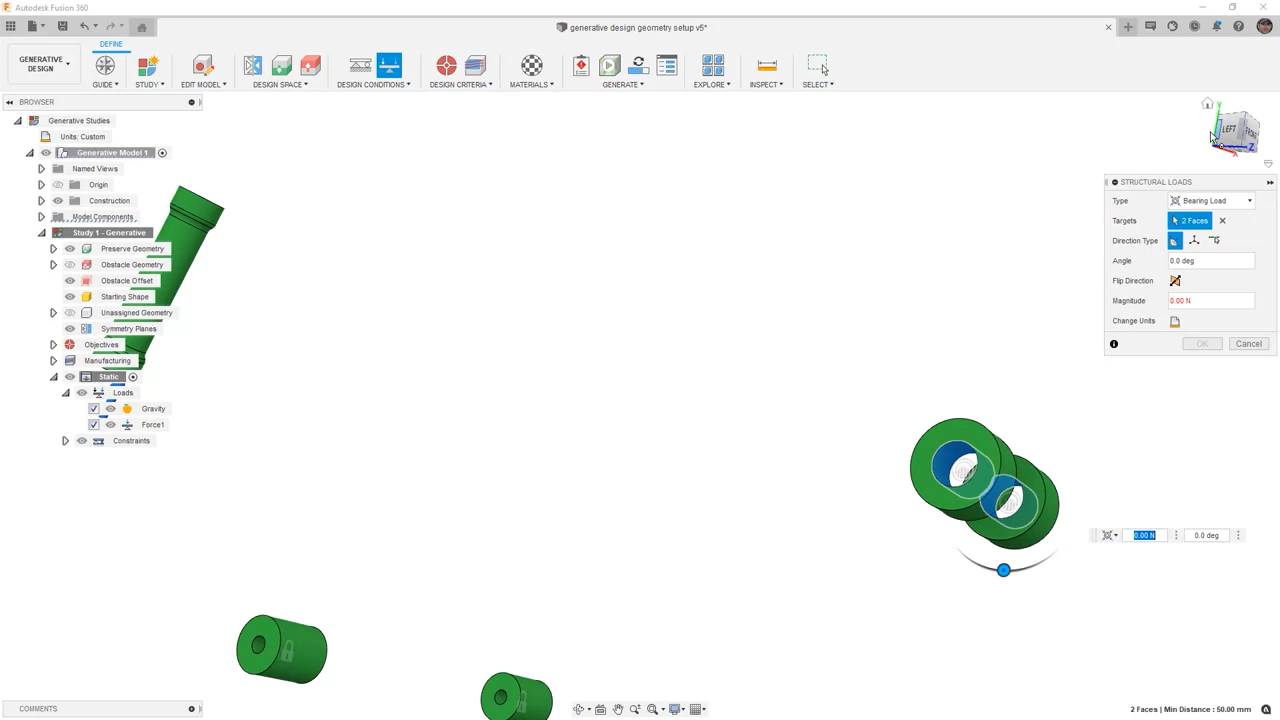 Autodesk Fusion 360
generative design geometry setup v5*
DEFINE
GENERATIVE
DESIGN
GUIDE
STUDY
EDIT MODEL
DESIGN SPACE
DESIGN CONDITIONS
DESIGN CRITERIA
MATERIALS
GENERATE
EXPLORE
INSPECT
SELECT
BROWSER
Generative Studies
Units: Custom
Generative Model 1
Named Views
Origin
Construction
Model Components
Study 1 - Generative
Preserve Geometry
Obstacle Geometry
Obstacle Offset
Starting Shape
Unassigned Geometry
Symmetry Planes
Objectives
Manufacturing
Static
Loads
Gravity
Force1
Constraints
Y
LEFT
FRONT
Z
X
STRUCTURAL LOADS
Type Bearing Load
Targets 2 Faces
Direction Type
Angle 0.0 deg
Flip Direction
Magnitude 0.00 N
Change Units
OK Cancel
0.00 N 0.0 deg
COMMENTS
2 Faces | Min Distance : 50.00 mm